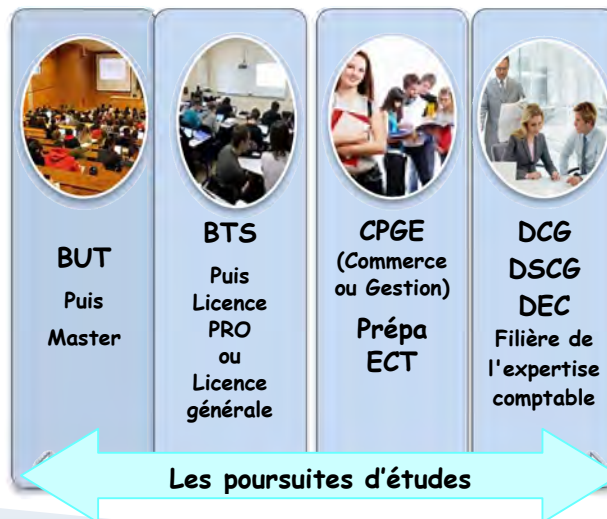 BUT
Puis
Master
BTS
Puis
Licence
PRO
ou
Licence
générale
CPGE
(Commerce
ou Gestion)
Prépa
ECT
DCG
DSCG
DEC
Filière de
l'expertise
comptable
Les poursuites d'études